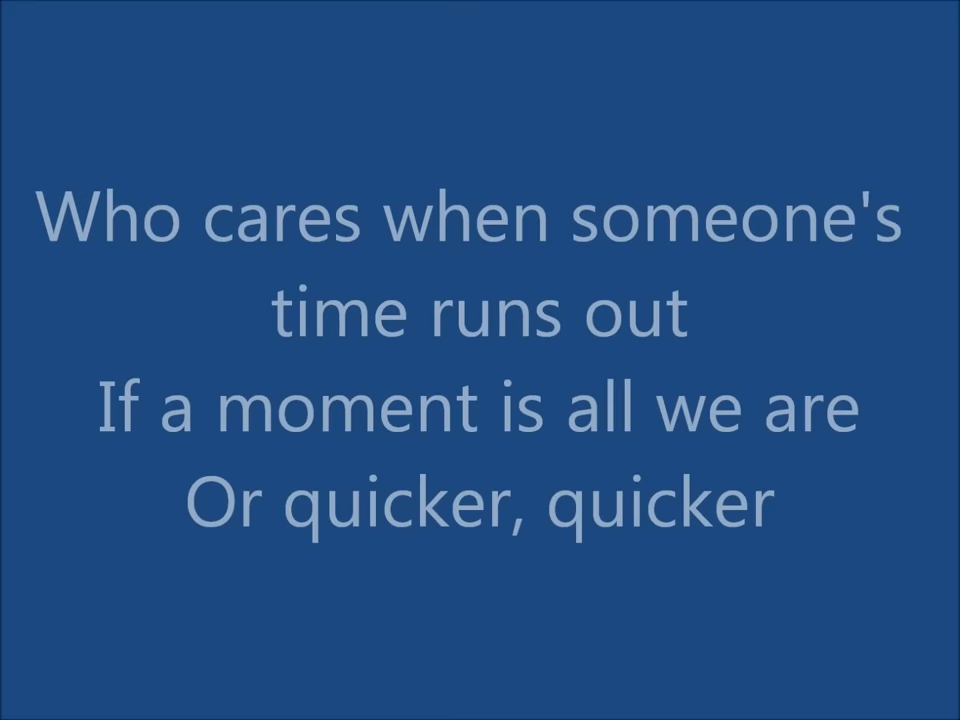 Who cares when someone's
time runs out
If a moment is all we are
Or quicker, quicker